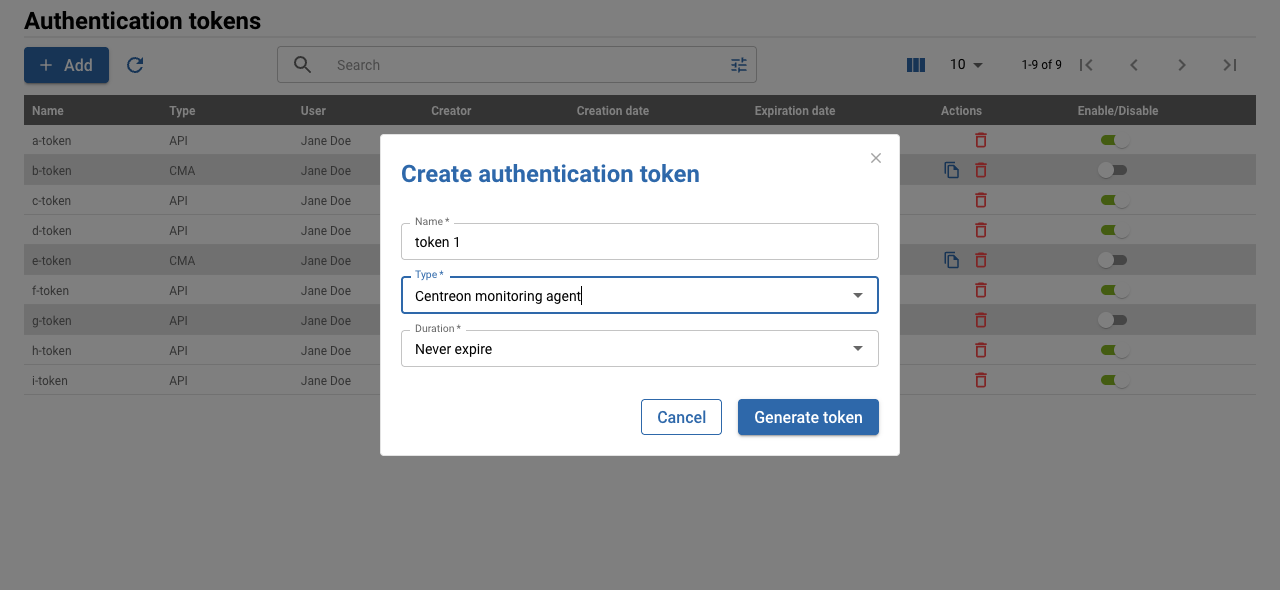 Authentication tokens
Add
Search
10
1-9 of 9
Name Type User Creator Creation date Expiration date Actions Enable/Disable
a-token API Jane Doe
b-token CMA Jane Doe
c-token API Jane Doe
d-token API Jane Doe
e-token CMA Jane Doe
f-token API Jane Doe
g-token API Jane Doe
h-token API Jane Doe
i-token API Jane Doe
Create authentication token
Name *
token 1
Type *
Centreon monitoring agent
Duration *
Never expire
Cancel Generate token